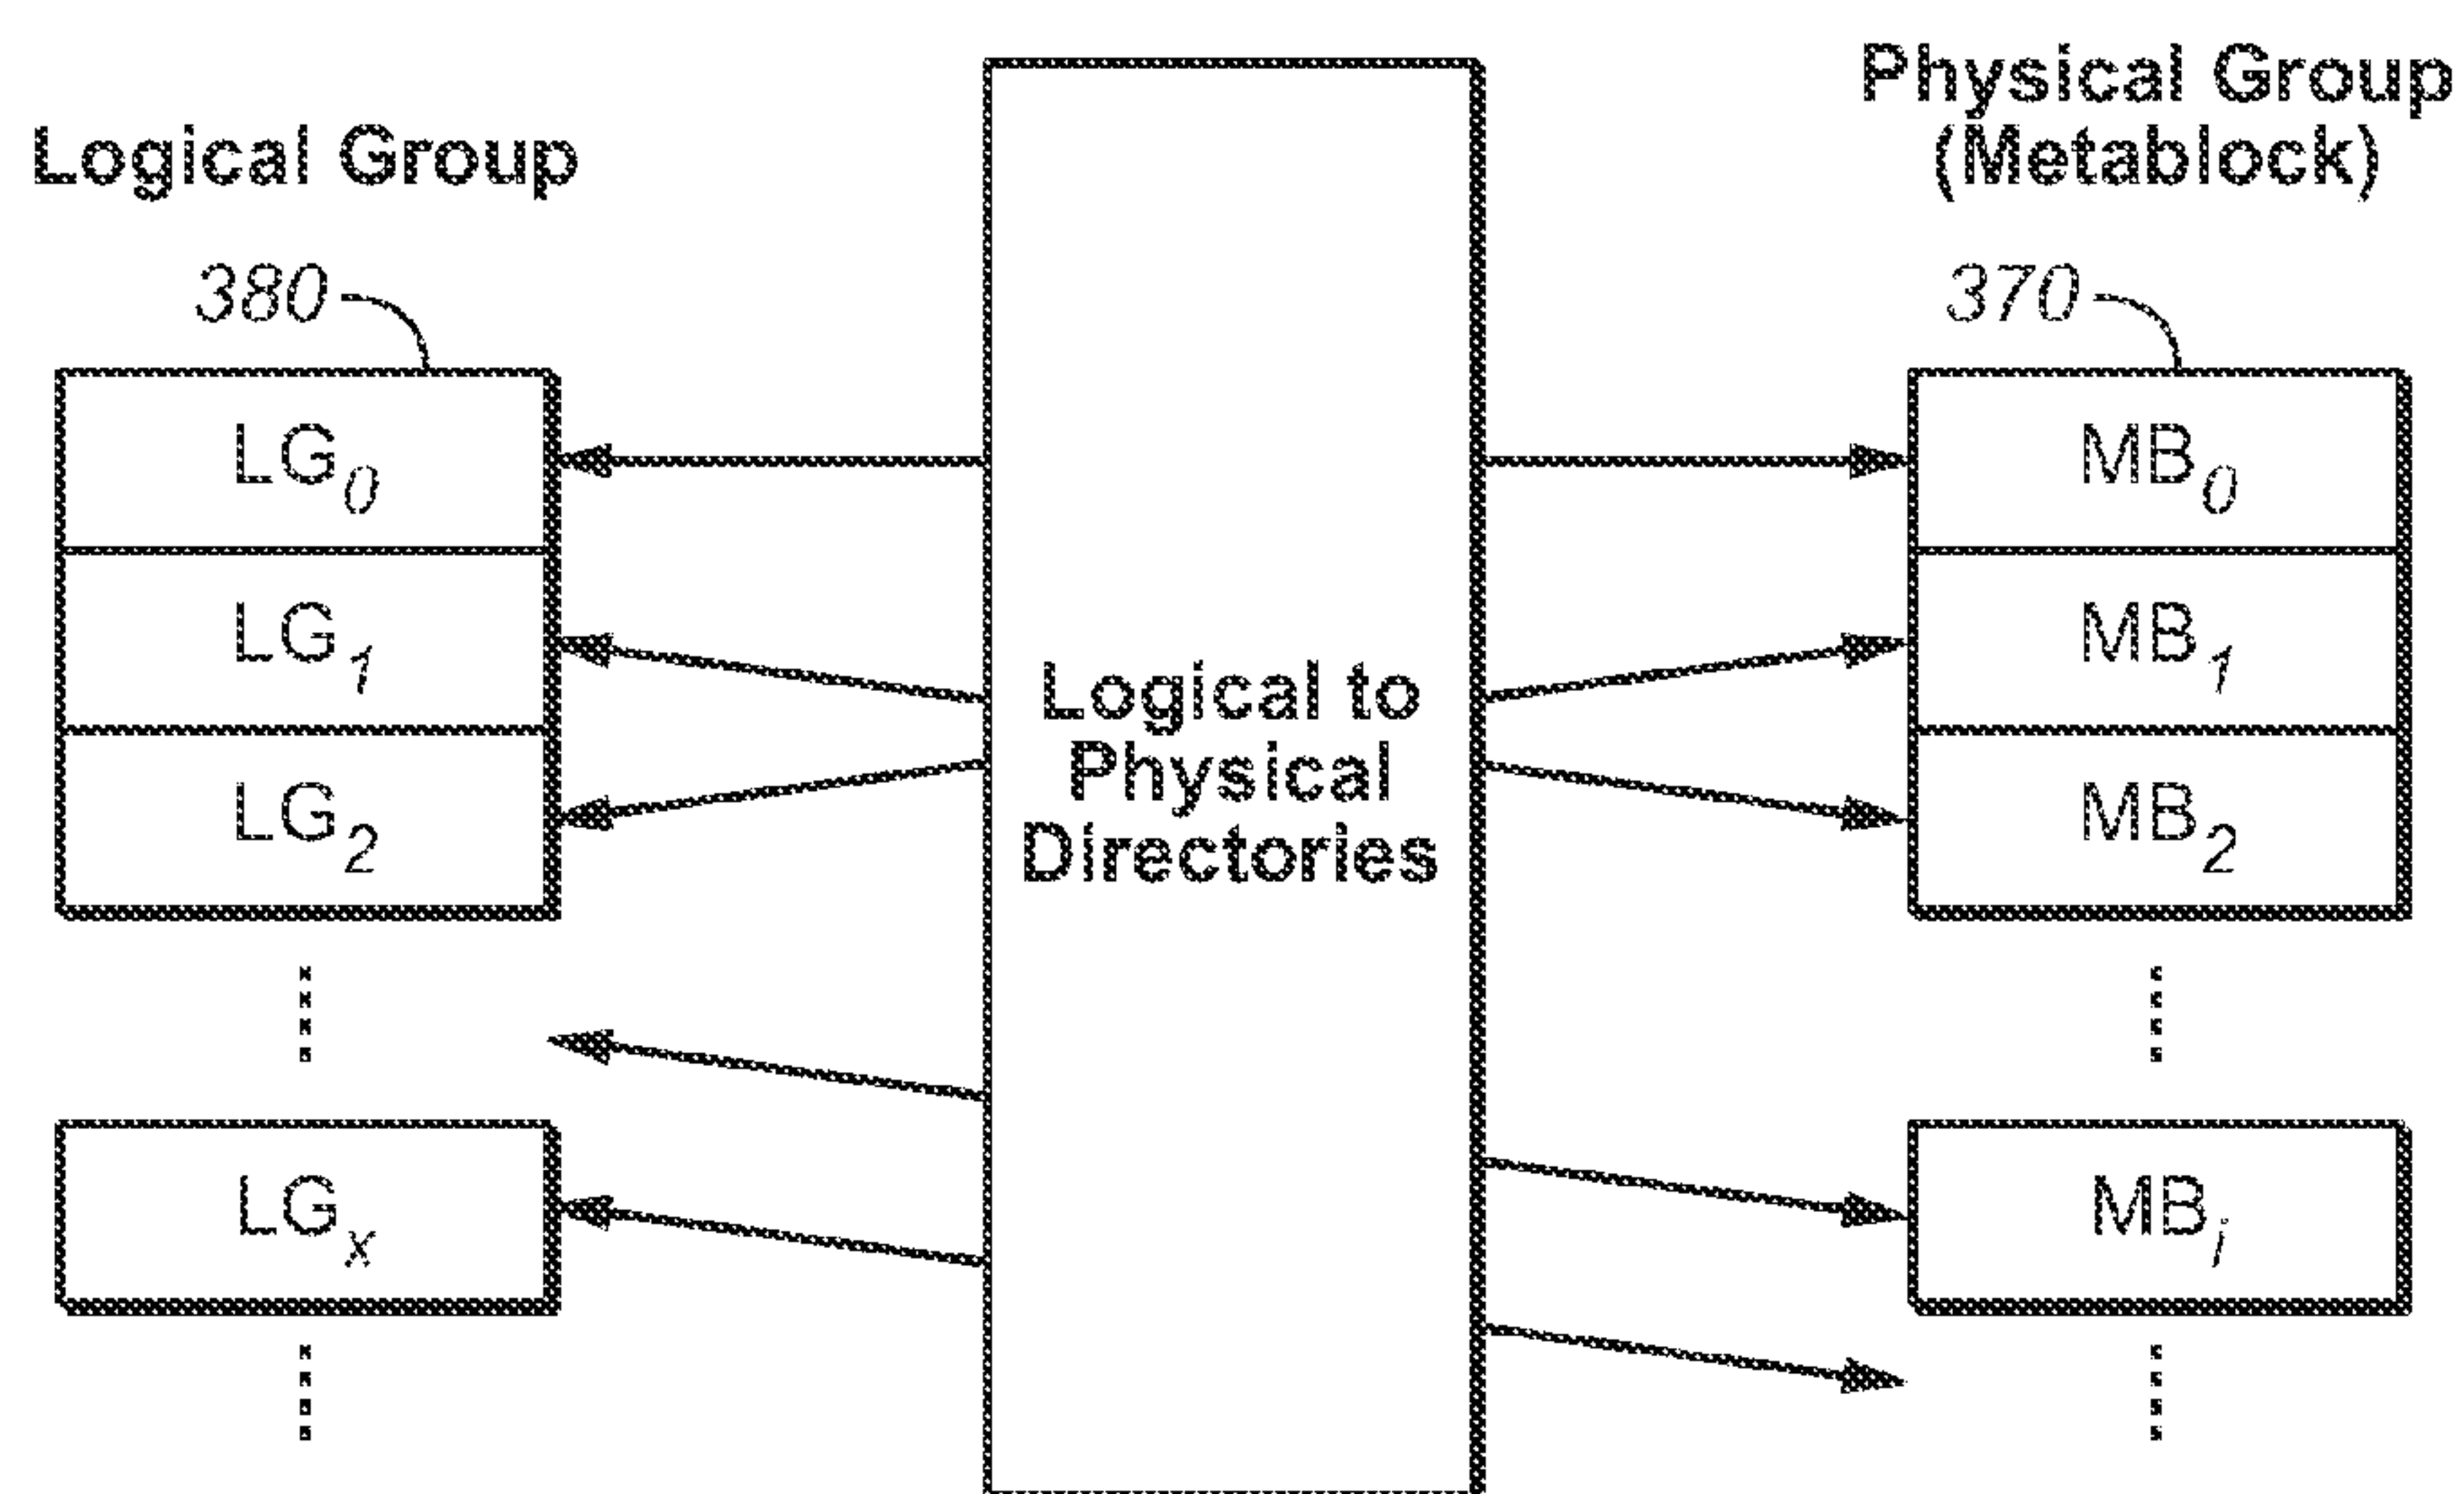 Logical Group
Physical Group
(Metablock)
380
370
LG0
MB0
LG1
MB1
LG2
MB2
Logical to
Physical
Directories
LGx
MBi